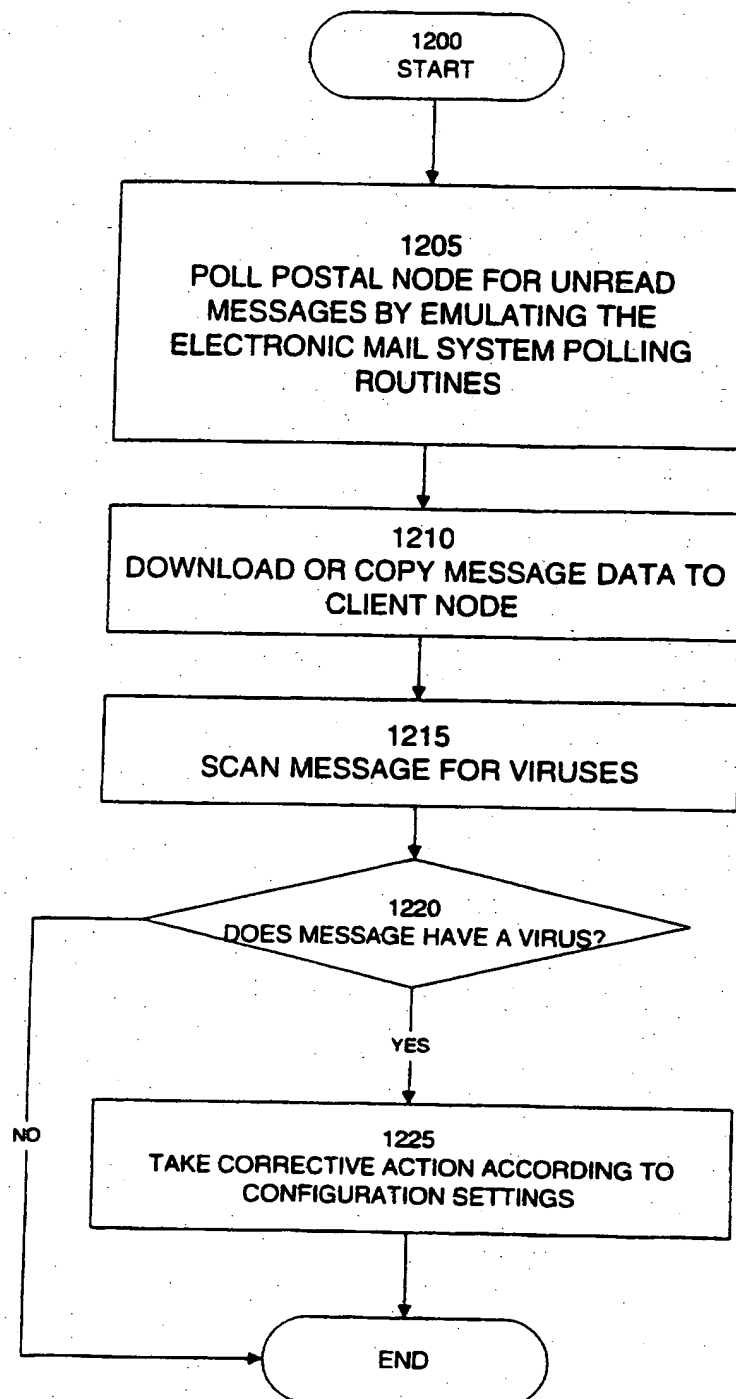 1200
START
1205
POLL POSTAL NODE FOR UNREAD
MESSAGES BY EMULATING THE
ELECTRONIC MAIL SYSTEM POLLING
ROUTINES
1210
DOWNLOAD OR COPY MESSAGE DATA TO
CLIENT NODE
1215
SCAN MESSAGE FOR VIRUSES
1220
DOES MESSAGE HAVE A VIRUS?
YES
NO
1225
TAKE CORRECTIVE ACTION ACCORDING TO
CONFIGURATION SETTINGS
END